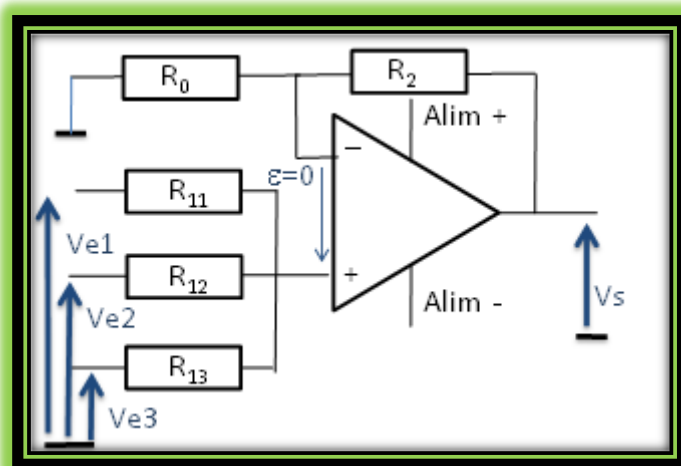 R0
R2
Alim +
−
ε=0
R11
Ve1
R12
+
Ve2
Alim -
Vs
R13
Ve3